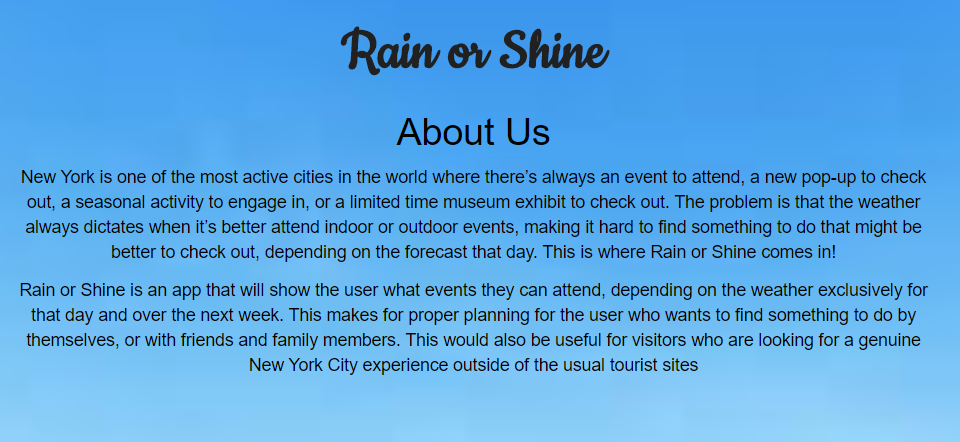 Rain or Shine
About Us
New York is one of the most active cities in the world where there’s always an event to attend, a new pop-up to check
out, a seasonal activity to engage in, or a limited time museum exhibit to check out. The problem is that the weather
always dictates when it’s better attend indoor or outdoor events, making it hard to find something to do that might be
better to check out, depending on the forecast that day. This is where Rain or Shine comes in!
Rain or Shine is an app that will show the user what events they can attend, depending on the weather exclusively for
that day and over the next week. This makes for proper planning for the user who wants to find something to do by
themselves, or with friends and family members. This would also be useful for visitors who are looking for a genuine
New York City experience outside of the usual tourist sites